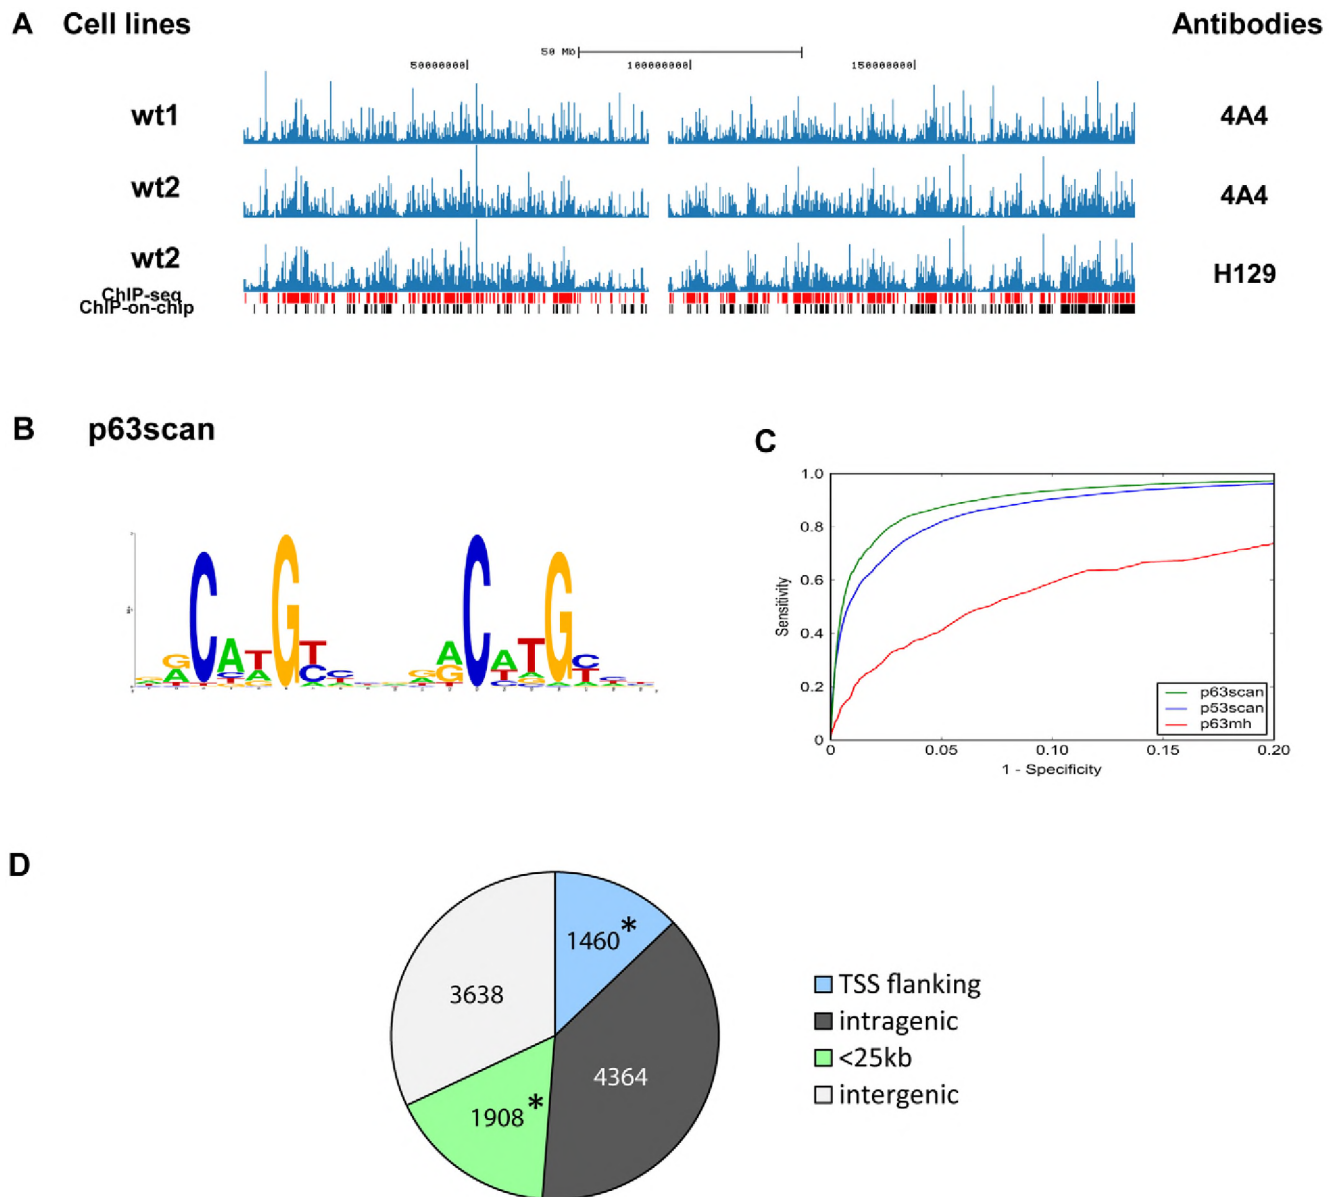 A Cell lines Antibodies
50 Mb
50000000 100000000 150000000
wt1 4A4
wt2 4A4
wt2 H129
ChIP-seq
ChIP-on-chip
B p63scan
C
1.0
0.8
0.6
0.4
0.2
0
Sensitivity
0 0.05 0.10 0.15 0.20
1 - Specificity
p63scan
p53scan
p63mh
D
1460*
3638
4364
1908*
TSS flanking
intragenic
<25kb
intergenic